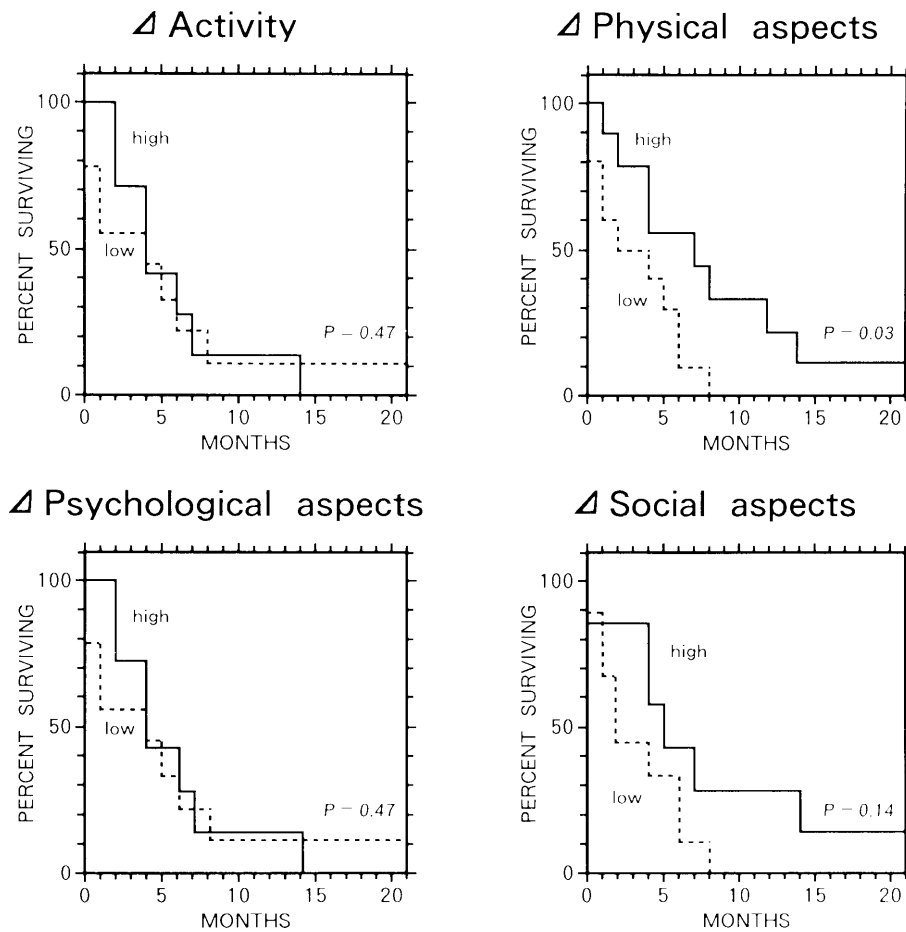 ⊿ Activity
PERCENT SURVIVING
100
50
0
high
low
P = 0.47
0 5 10 15 20
MONTHS
⊿ Physical aspects
PERCENT SURVIVING
100
50
0
high
low
P = 0.03
0 5 10 15 20
MONTHS
⊿ Psychological aspects
PERCENT SURVIVING
100
50
0
high
low
P = 0.47
0 5 10 15 20
MONTHS
⊿ Social aspects
PERCENT SURVIVING
100
50
0
high
low
P = 0.14
0 5 10 15 20
MONTHS